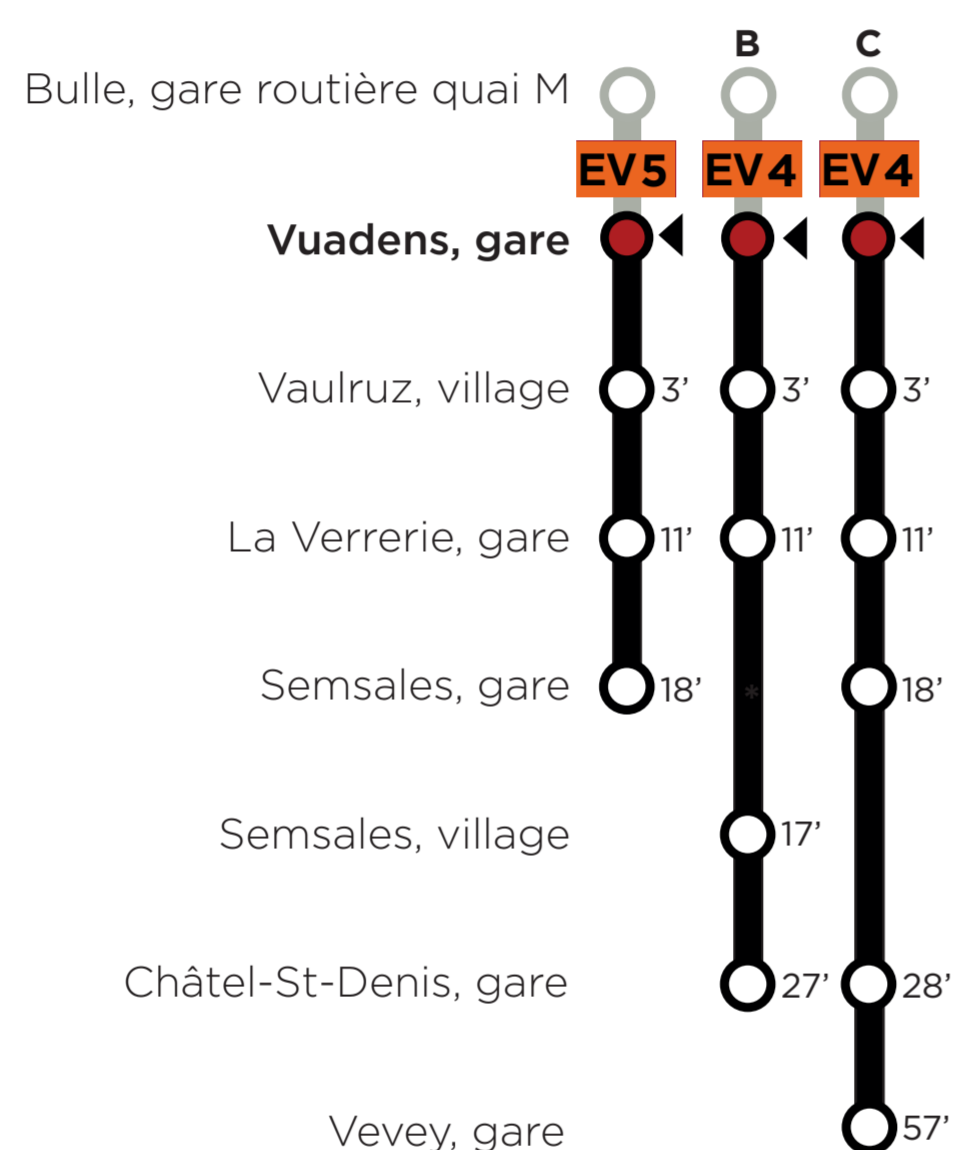 B C
Bulle, gare routière quai M
EV5 EV4 EV4
Vuadens, gare
Vaulruz, village 3’ 3’ 3’
La Verrerie, gare 11’ 11’ 11’
Semsales, gare 18’ * 18’
Semsales, village 17’
Châtel-St-Denis, gare 27’ 28’
Vevey, gare 57’